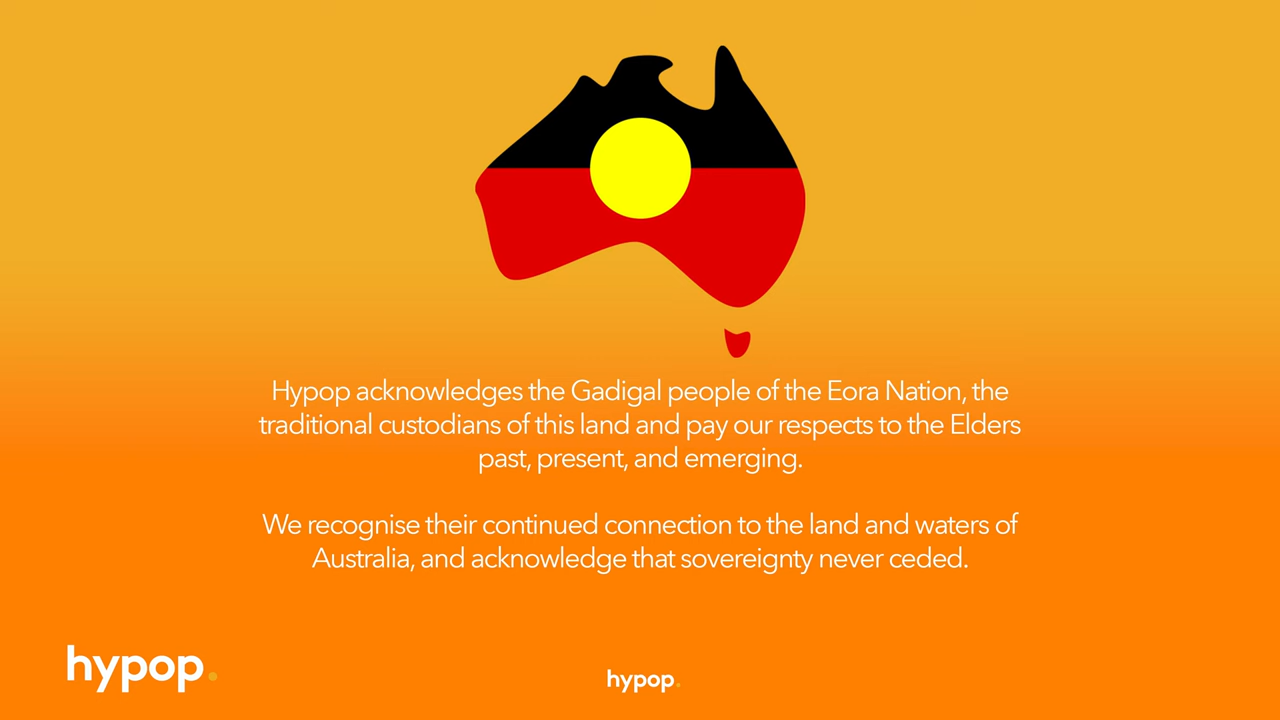 Hypop acknowledges the Gadigal people of the Eora Nation, the
traditional custodians of this land and pay our respects to the Elders
past, present, and emerging.
We recognise their continued connection to the land and waters of
Australia, and acknowledge that sovereignty never ceded.
hypop.
hypop.